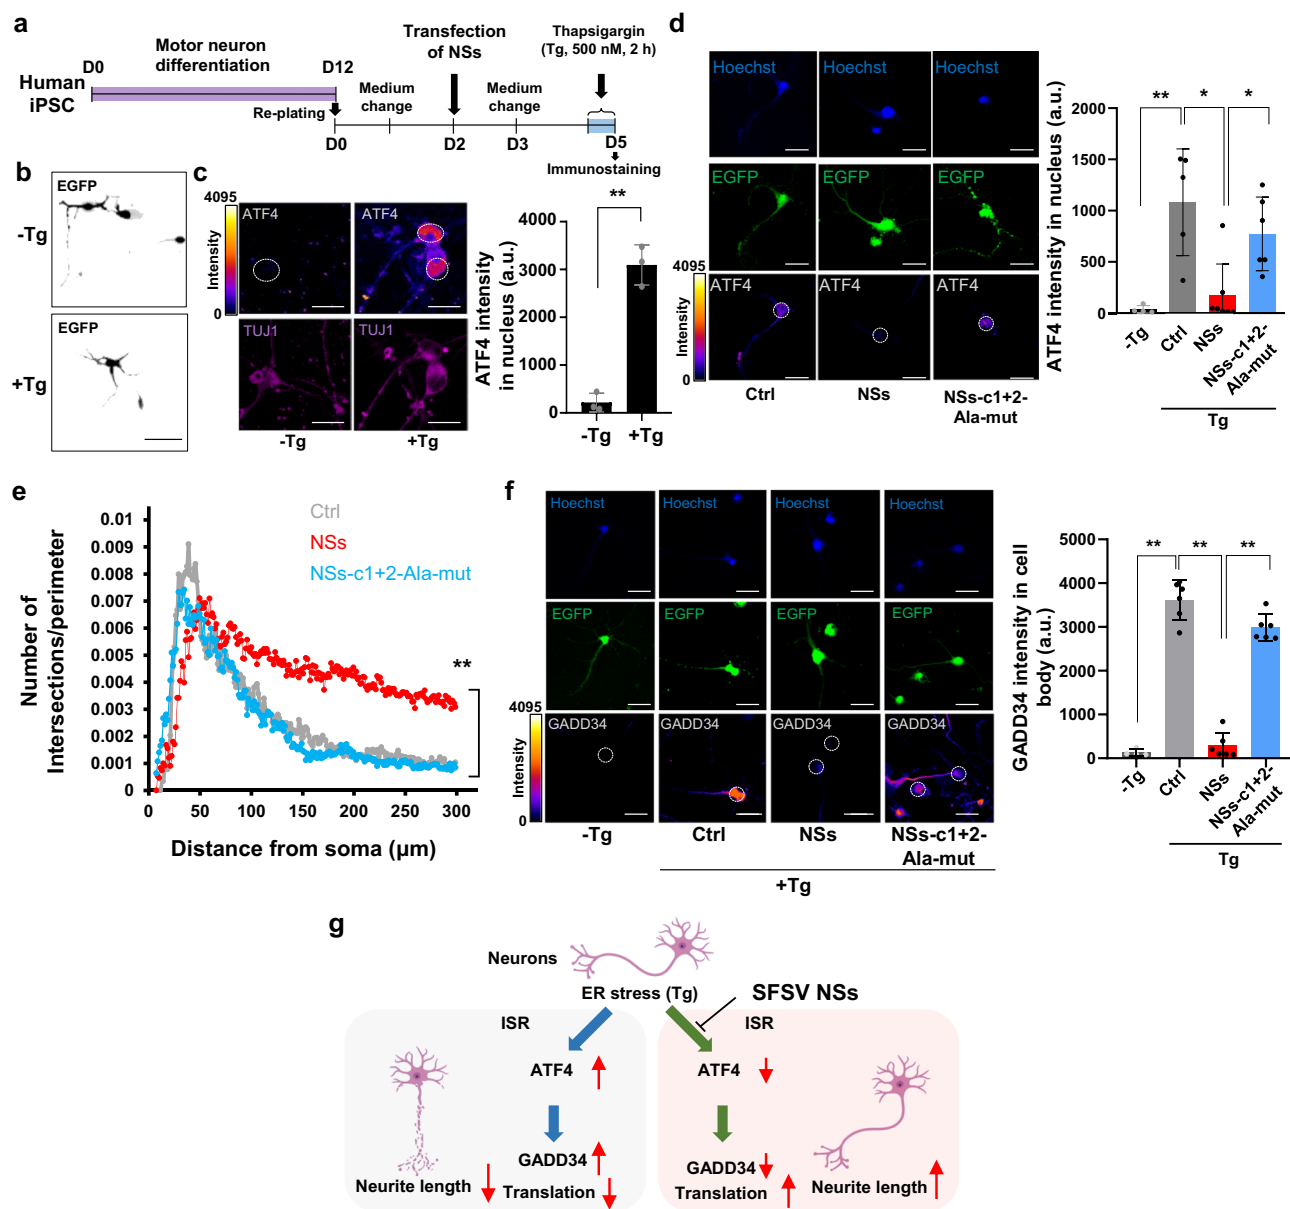 a
Human
iPSC
D0
Motor neuron
differentiation
D12
Re-plating
D0
Medium
change
Transfection
of NSs
D2
Medium
change
D3
Thapsigargin
(Tg, 500 nM, 2 h)
D5
Immunostaining
b
EGFP
-Tg
EGFP
+Tg
c
4095
Intensity
0
ATF4
ATF4
TUJ1
TUJ1
-Tg
+Tg
ATF4 intensity
in nucleus (a.u.)
4000
3000
2000
1000
0
**
-Tg
+Tg
d
Hoechst
Hoechst
Hoechst
EGFP
EGFP
EGFP
4095
Intensity
0
ATF4
ATF4
ATF4
Ctrl
NSs
NSs-c1+2-
Ala-mut
ATF4 intensity in nucleus (a.u.)
2000
1500
1000
500
0
**
*
*
-Tg
Ctrl
NSs
NSs-c1+2-
Ala-mut
Tg
e
Number of
Intersections/perimeter
0.01
0.009
0.008
0.007
0.006
0.005
0.004
0.003
0.002
0.001
0
Ctrl
NSs
NSs-c1+2-Ala-mut
**
0
50
100
150
200
250
300
Distance from soma (µm)
f
Hoechst
Hoechst
Hoechst
Hoechst
EGFP
EGFP
EGFP
EGFP
4095
Intensity
0
GADD34
GADD34
GADD34
GADD34
-Tg
Ctrl
NSs
NSs-c1+2-
Ala-mut
+Tg
GADD34 intensity in cell
body (a.u.)
5000
4000
3000
2000
1000
0
**
**
**
-Tg
Ctrl
NSs
NSs-c1+2-
Ala-mut
Tg
g
Neurons
ER stress (Tg)
SFSV NSs
ISR
ATF4
GADD34
Neurite length
Translation
ISR
ATF4
GADD34
Translation
Neurite length